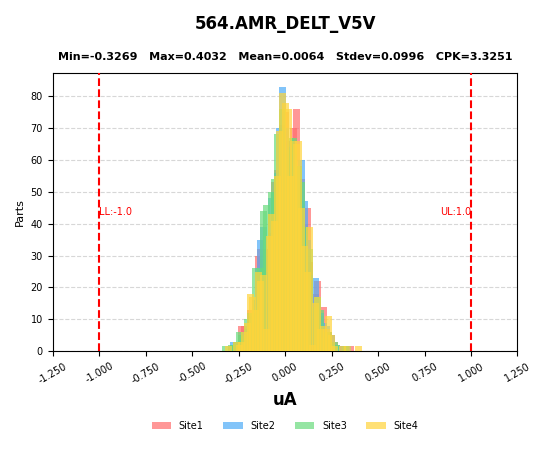 564.AMR_DELT_V5V
Min=-0.3269 Max=0.4032 Mean=0.0064 Stdev=0.0996 CPK=3.3251
Parts
80
70
60
50
40
30
20
10
0
LL:-1.0
UL:1.0
-1.250
-1.000
-0.750
-0.500
-0.250
0.000
0.250
0.500
0.750
1.000
1.250
uA
Site1 Site2 Site3 Site4